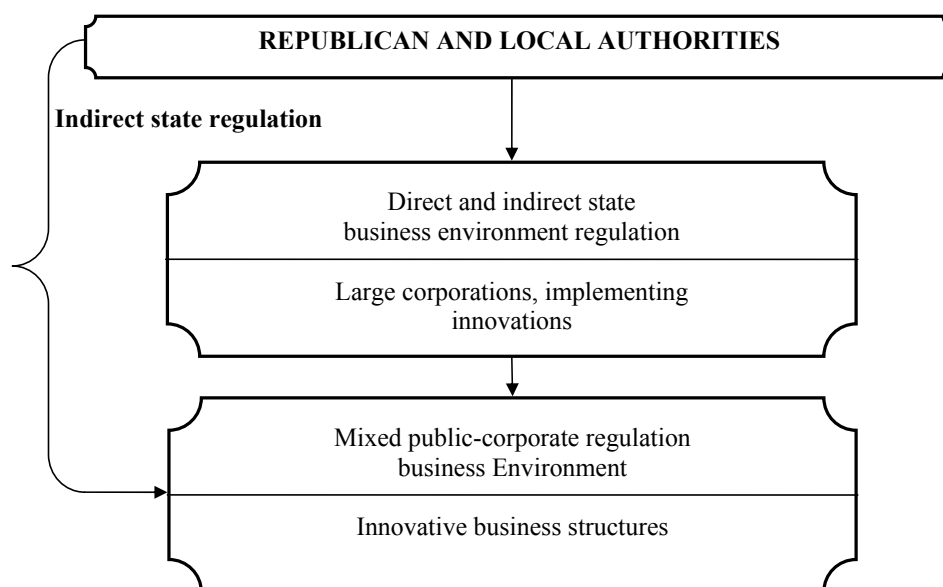 REPUBLICAN AND LOCAL AUTHORITIES
Indirect state regulation
Direct and indirect state
business environment regulation
Large corporations, implementing
innovations
Mixed public-corporate regulation
business Environment
Innovative business structures